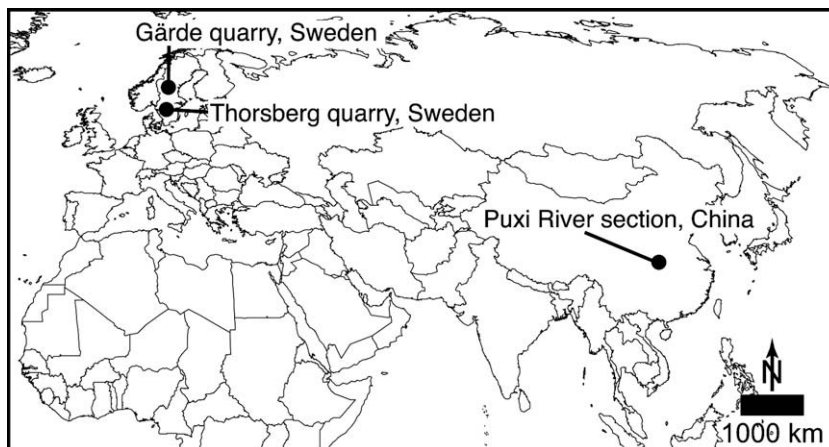 Gärde quarry, Sweden
Thorsberg quarry, Sweden
Puxi River section, China
N
1000 km